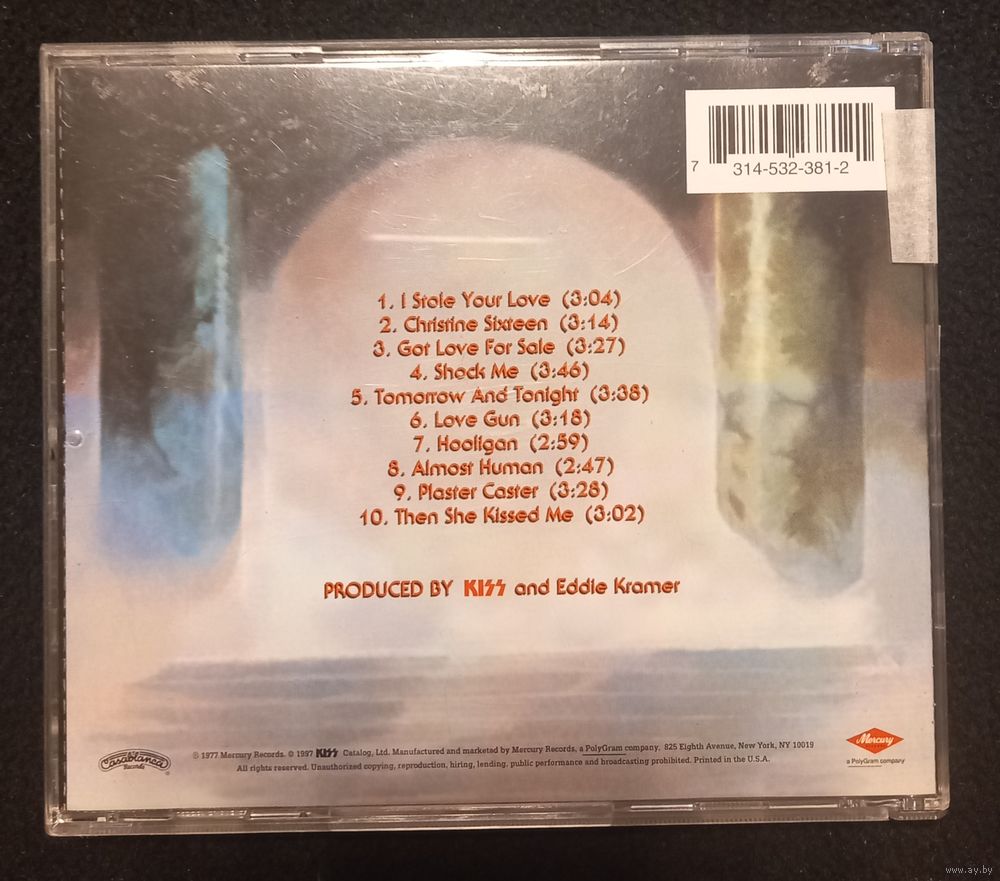 7 314-532-381-2
1. I Stole Your Love (3:04)
2. Christine Sixteen (3:14)
3. Got Love For Sale (3:27)
4. Shock Me (3:46)
5. Tomorrow And Tonight (3:38)
6. Love Gun (3:18)
7. Hooligan (2:59)
8. Almost Human (2:47)
9. Plaster Caster (3:28)
10. Then She Kissed Me (3:02)
PRODUCED BY KISS and Eddie Kramer
Casablanca
Records
℗ 1977 Mercury Records. © 1997 KISS Catalog, Ltd. Manufactured and marketed by Mercury Records, a PolyGram company, 825 Eighth Avenue, New York, NY 10019
All rights reserved. Unauthorized copying, reproduction, hiring, lending, public performance and broadcasting prohibited. Printed in the U.S.A.
Mercury
a PolyGram company
www.ay.by